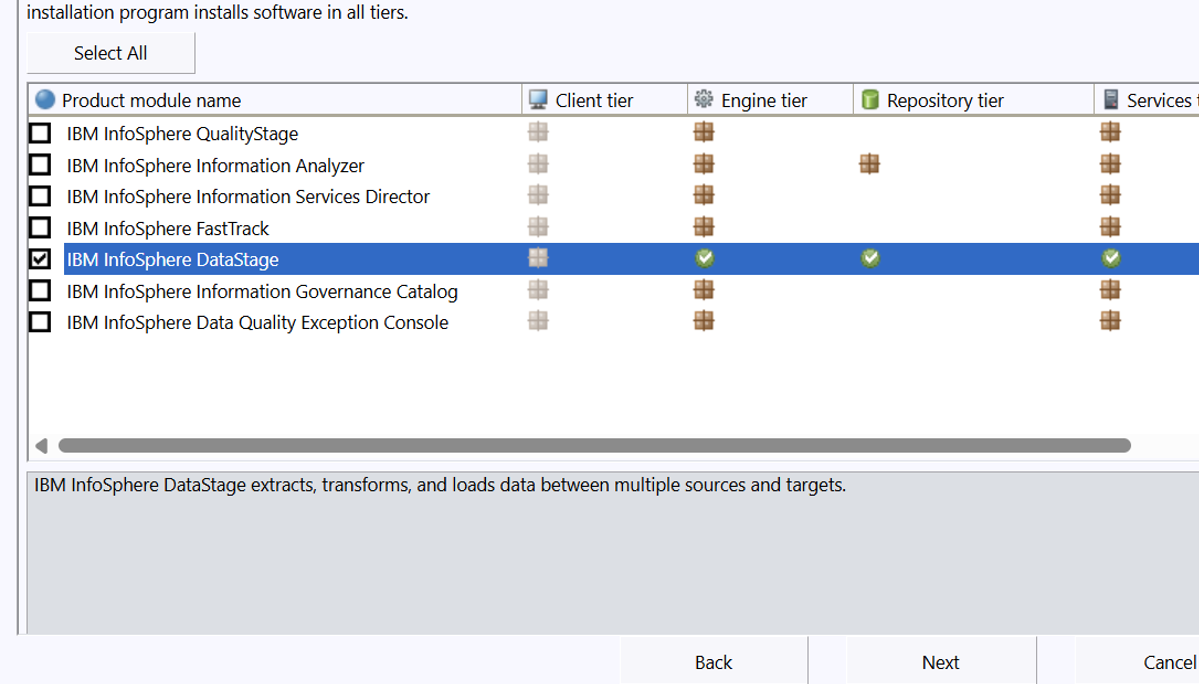 installation program installs software in all tiers.
Select All
Product module name Client tier Engine tier Repository tier Services
IBM InfoSphere QualityStage
IBM InfoSphere Information Analyzer
IBM InfoSphere Information Services Director
IBM InfoSphere FastTrack
IBM InfoSphere DataStage
IBM InfoSphere Information Governance Catalog
IBM InfoSphere Data Quality Exception Console
IBM InfoSphere DataStage extracts, transforms, and loads data between multiple sources and targets.
Back Next Cancel